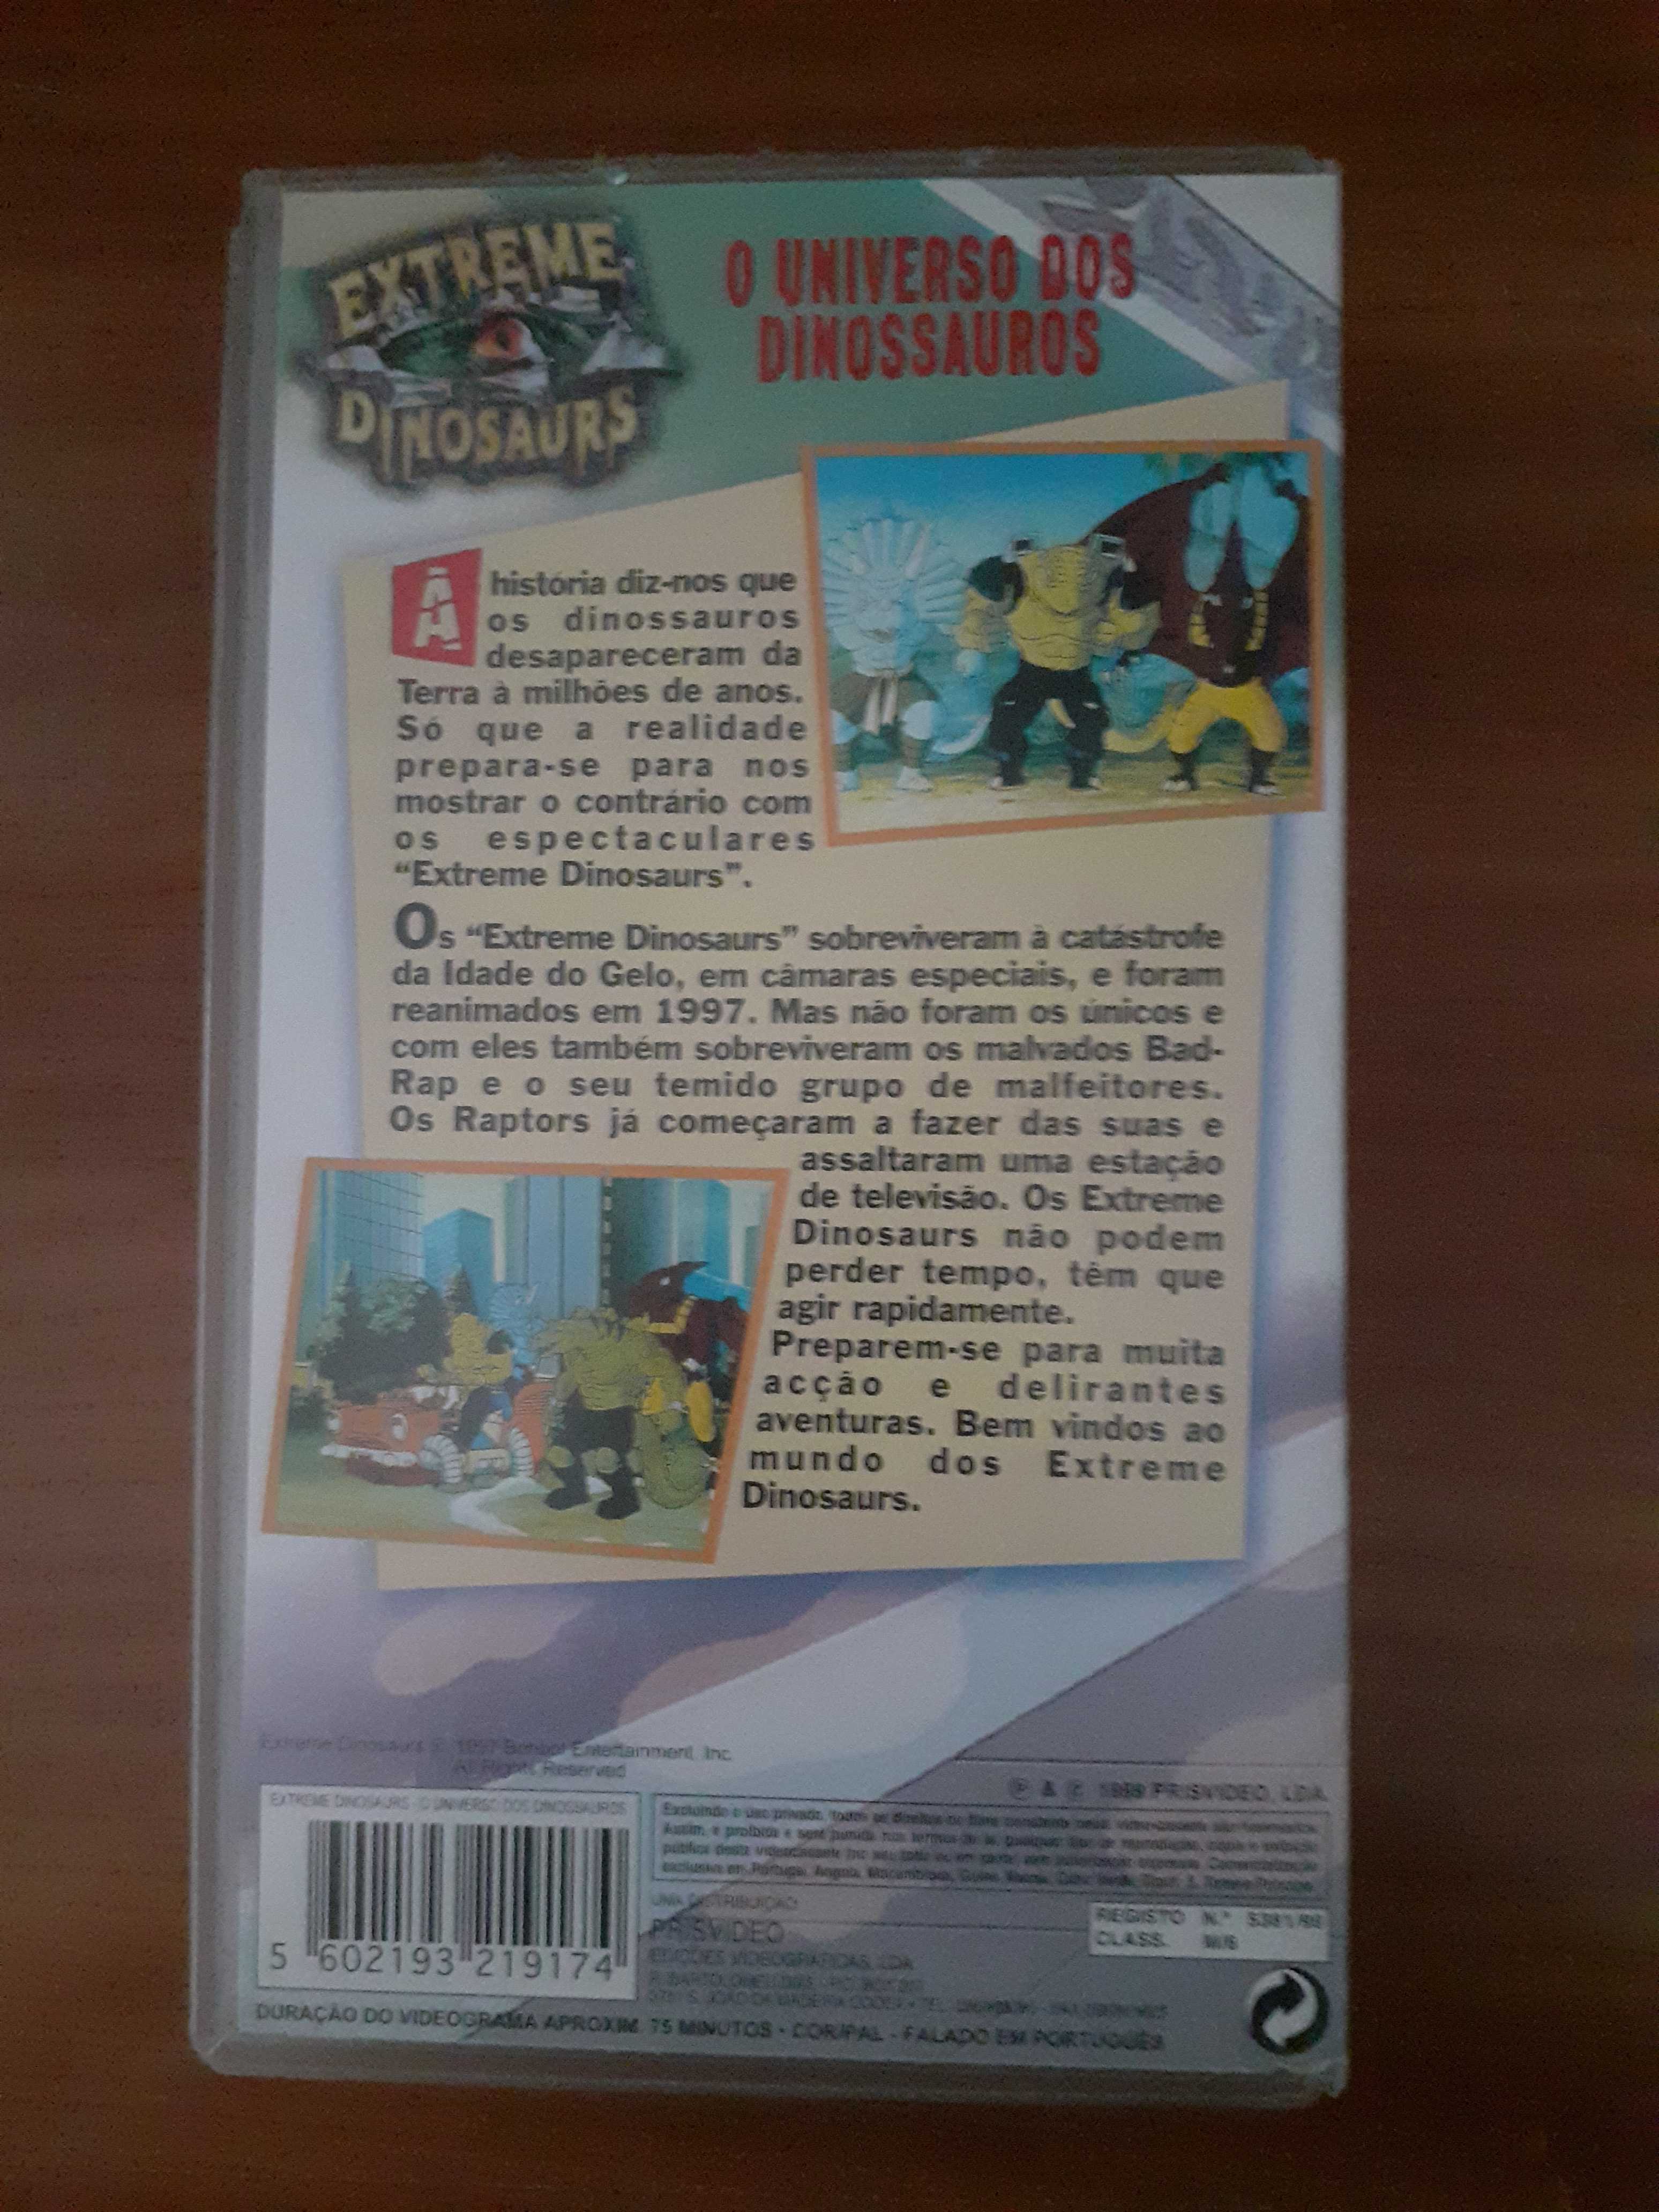 EXTREME
DINOSAURS
O UNIVERSO DOS
DINOSSAUROS
A história diz-nos que
os dinossauros
desapareceram da
Terra à milhões de anos.
Só que a realidade
prepara-se para nos
mostrar o contrário com
os espectaculares
“Extreme Dinosaurs”.
Os “Extreme Dinosaurs” sobreviveram à catástrofe
da Idade do Gelo, em câmaras especiais, e foram
reanimados em 1997. Mas não foram os únicos e
com eles também sobreviveram os malvados Bad-
Rap e o seu temido grupo de malfeitores.
Os Raptors já começaram a fazer das suas e
assaltaram uma estação
de televisão. Os Extreme
Dinosaurs não podem
perder tempo, têm que
agir rapidamente.
Preparem-se para muita
acção e delirantes
aventuras. Bem vindos ao
mundo dos Extreme
Dinosaurs.
Extreme Dinosaurs © 1997 Bohbot Entertainment, Inc.
All Rights Reserved
℗ & © PRISVIDEO, LDA.
EXTREME DINOSAURS - O UNIVERSO DOS DINOSSAUROS
5 602193 219174
UMA DISTRIBUIÇÃO:
PRISVIDEO
EDIÇÕES VIDEOGRÁFICAS, LDA
REGISTO N.º
CLASS. M/6
DURAÇÃO DO VIDEOGRAMA APROXIM. 75 MINUTOS - COR/PAL - FALADO EM PORTUGUÊS